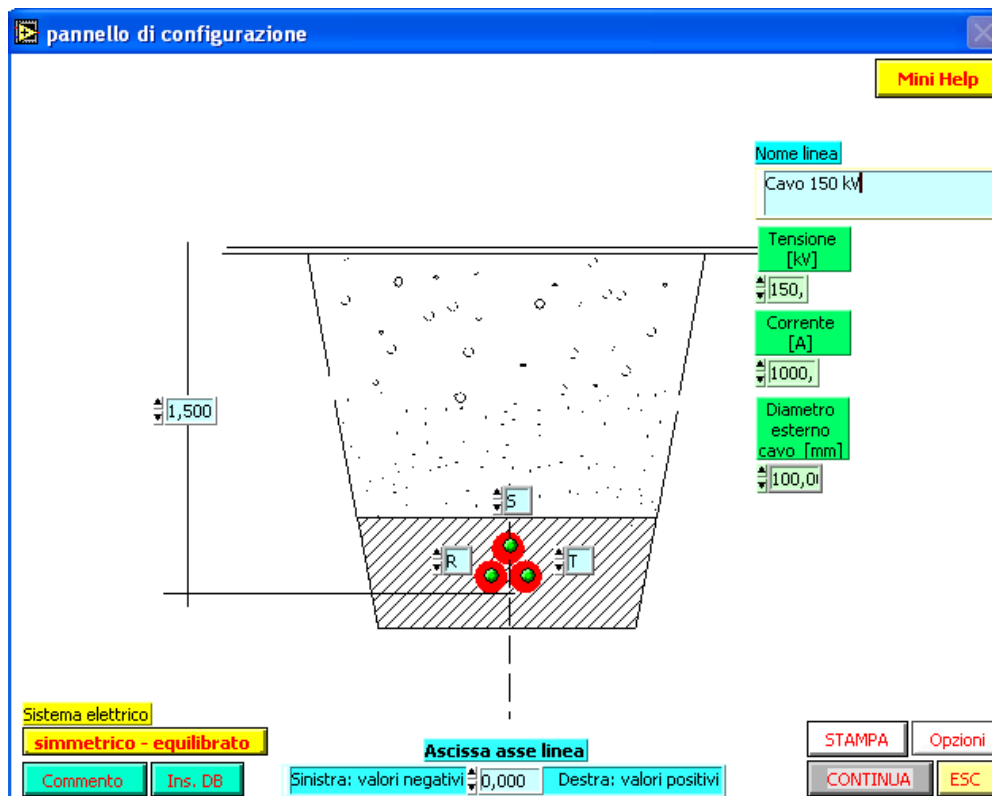 pannello di configurazione
Mini Help
Nome linea
Cavo 150 kV
Tensione
[kV]
150,
Corrente
[A]
1000,
1,500
Diametro
esterno
cavo [mm]
100,0
S
R
T
Sistema elettrico
simmetrico - equilibrato
Commento
Ins. DB
Ascissa asse linea
Sinistra: valori negativi
0,000
Destra: valori positivi
STAMPA
Opzioni
CONTINUA
ESC